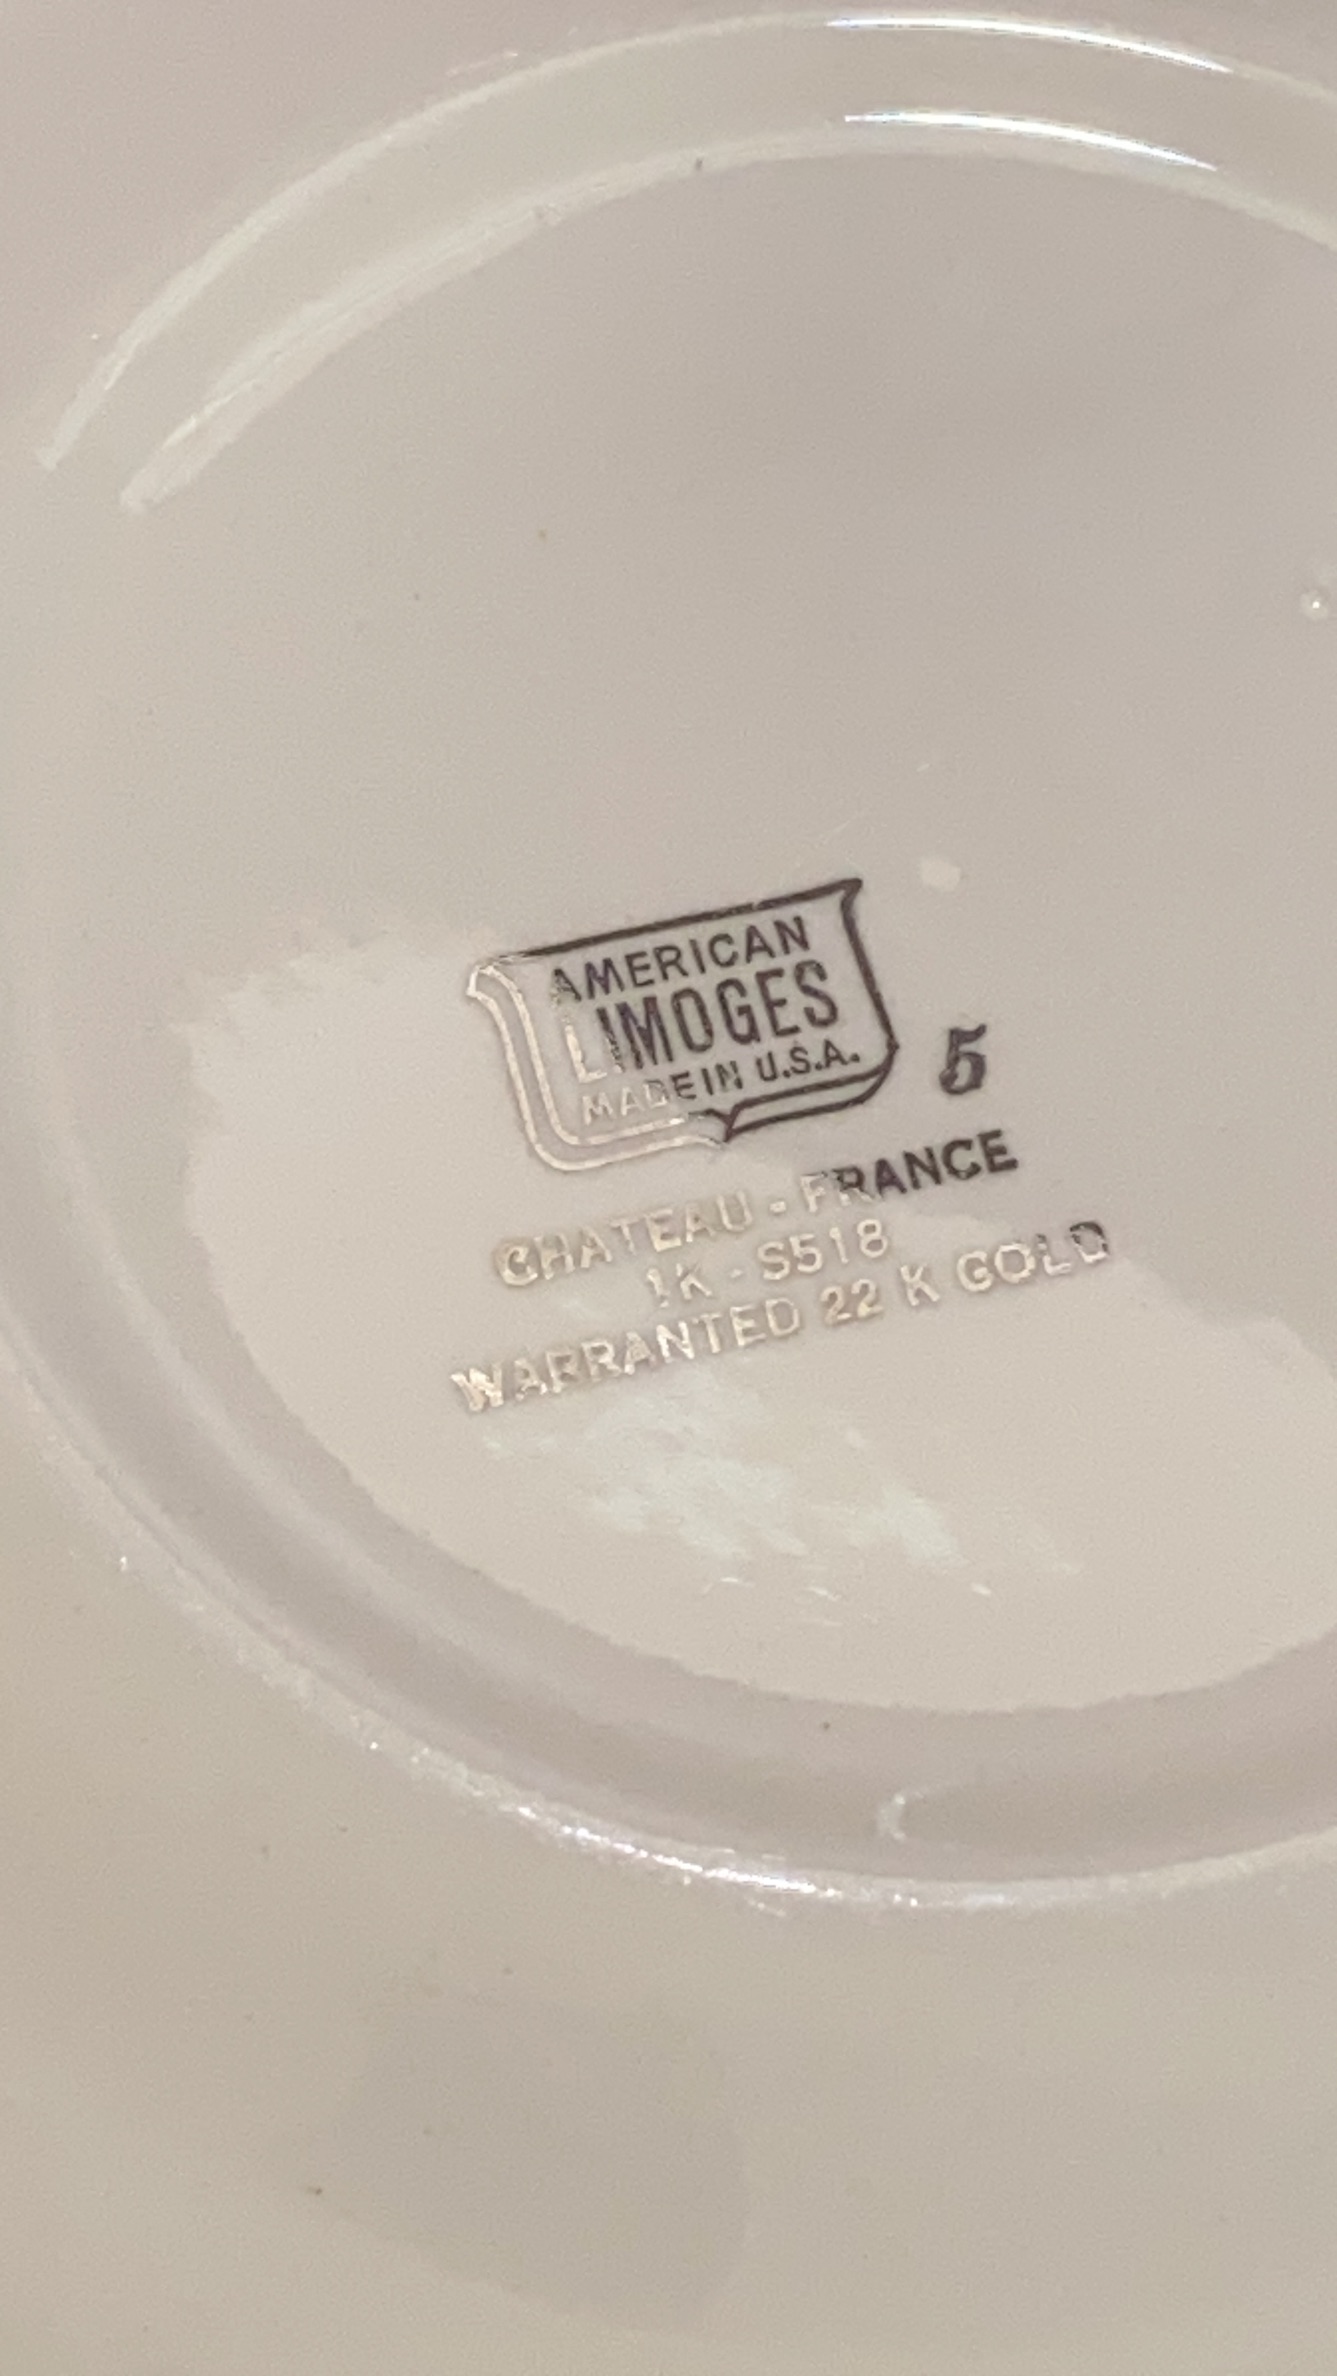 AMERICAN
LIMOGES
MADE IN U.S.A.
5
CHATEAU - FRANCE
1K - S518
WARRANTED 22 K GOLD